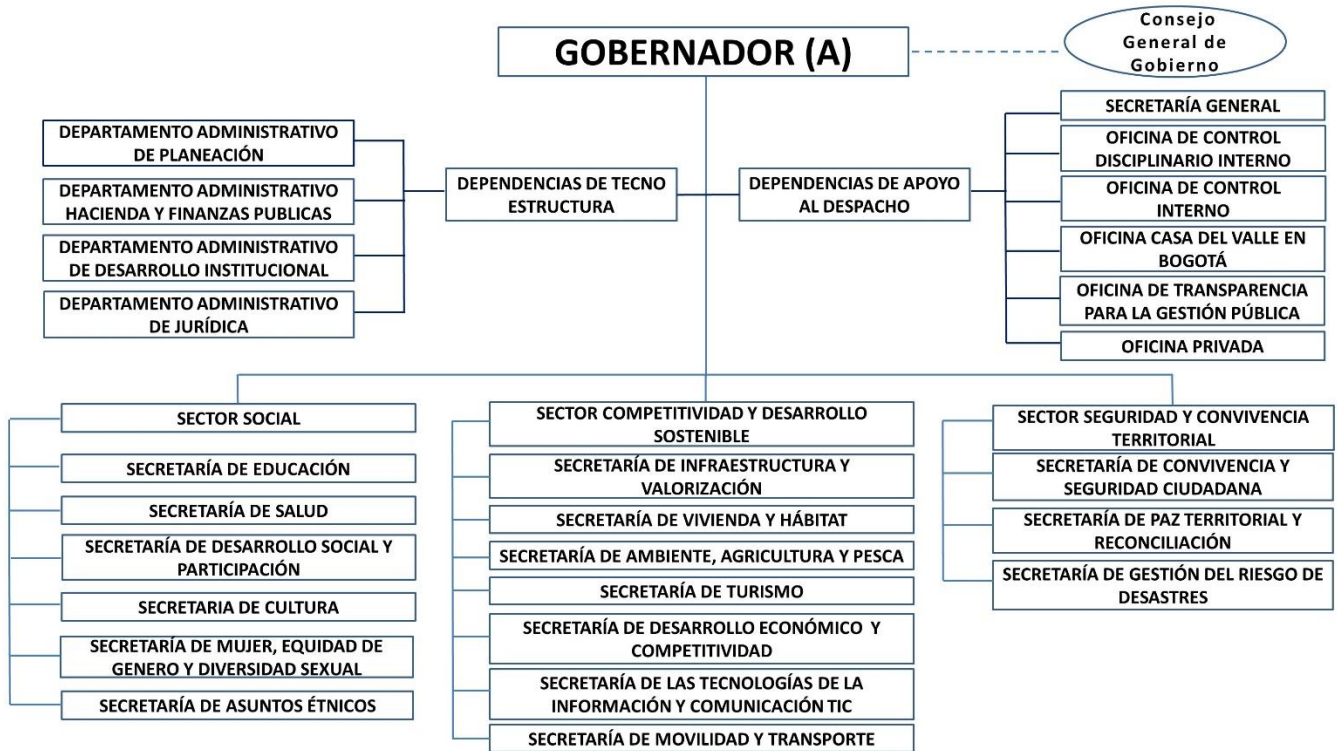 GOBERNADOR (A)
Consejo
General de
Gobierno
DEPARTAMENTO ADMINISTRATIVO
DE PLANEACIÓN
DEPARTAMENTO ADMINISTRATIVO
HACIENDA Y FINANZAS PUBLICAS
DEPARTAMENTO ADMINISTRATIVO
DE DESARROLLO INSTITUCIONAL
DEPARTAMENTO ADMINISTRATIVO
DE JURÍDICA
DEPENDENCIAS DE TECNO
ESTRUCTURA
DEPENDENCIAS DE APOYO
AL DESPACHO
SECRETARÍA GENERAL
OFICINA DE CONTROL
DISCIPLINARIO INTERNO
OFICINA DE CONTROL
INTERNO
OFICINA CASA DEL VALLE EN
BOGOTÁ
OFICINA DE TRANSPARENCIA
PARA LA GESTIÓN PÚBLICA
OFICINA PRIVADA
SECTOR SOCIAL
SECRETARÍA DE EDUCACIÓN
SECRETARÍA DE SALUD
SECRETARÍA DE DESARROLLO SOCIAL Y
PARTICIPACIÓN
SECRETARIA DE CULTURA
SECRETARÍA DE MUJER, EQUIDAD DE
GENERO Y DIVERSIDAD SEXUAL
SECRETARÍA DE ASUNTOS ÉTNICOS
SECTOR COMPETITIVIDAD Y DESARROLLO
SOSTENIBLE
SECRETARÍA DE INFRAESTRUCTURA Y
VALORIZACIÓN
SECRETARÍA DE VIVIENDA Y HÁBITAT
SECRETARÍA DE AMBIENTE, AGRICULTURA Y PESCA
SECRETARÍA DE TURISMO
SECRETARÍA DE DESARROLLO ECONÓMICO Y
COMPETITIVIDAD
SECRETARÍA DE LAS TECNOLOGÍAS DE LA
INFORMACIÓN Y COMUNICACIÓN TIC
SECRETARÍA DE MOVILIDAD Y TRANSPORTE
SECTOR SEGURIDAD Y CONVIVENCIA
TERRITORIAL
SECRETARÍA DE CONVIVENCIA Y
SEGURIDAD CIUDADANA
SECRETARÍA DE PAZ TERRITORIAL Y
RECONCILIACIÓN
SECRETARÍA DE GESTIÓN DEL RIESGO DE
DESASTRES